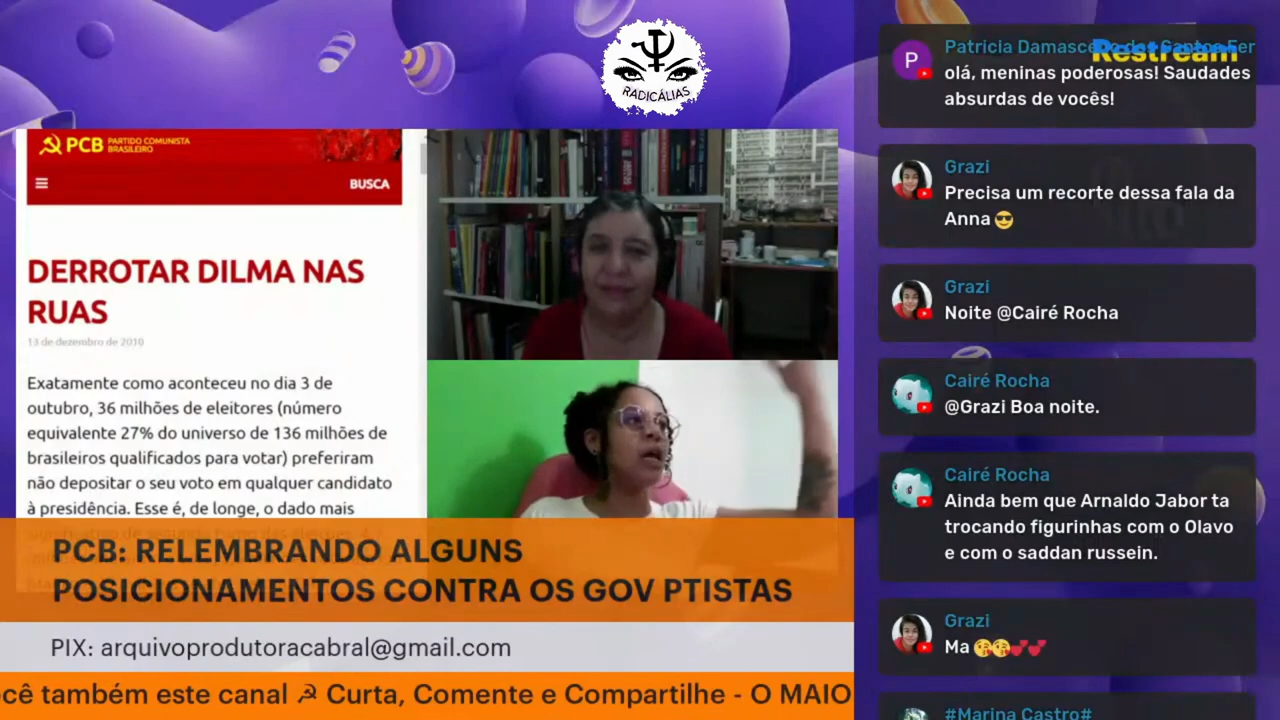 RADICÁLIAS
PCB PARTIDO COMUNISTA
BRASILEIRO
BUSCA
DERROTAR DILMA NAS
RUAS
13 de dezembro de 2010
Exatamente como aconteceu no dia 3 de
outubro, 36 milhões de eleitores (número
equivalente 27% do universo de 136 milhões de
brasileiros qualificados para votar) preferiram
não depositar o seu voto em qualquer candidato
à presidência. Esse é, de longe, o dado mais
PCB: RELEMBRANDO ALGUNS
POSICIONAMENTOS CONTRA OS GOV PTISTAS
PIX: arquivoprodutoracabral@gmail.com
cê também este canal ☭ Curta, Comente e Compartilhe - O MAIO
Restream
P
Patricia Damasceno dos Santos Fer
olá, meninas poderosas! Saudades
absurdas de vocês!
Grazi
Precisa um recorte dessa fala da
Anna 😎
Grazi
Noite @Cairé Rocha
Cairé Rocha
@Grazi Boa noite.
Cairé Rocha
Ainda bem que Arnaldo Jabor ta
trocando figurinhas com o Olavo
e com o saddan russein.
Grazi
Ma 😘😘💕💕
#Marina Castro#